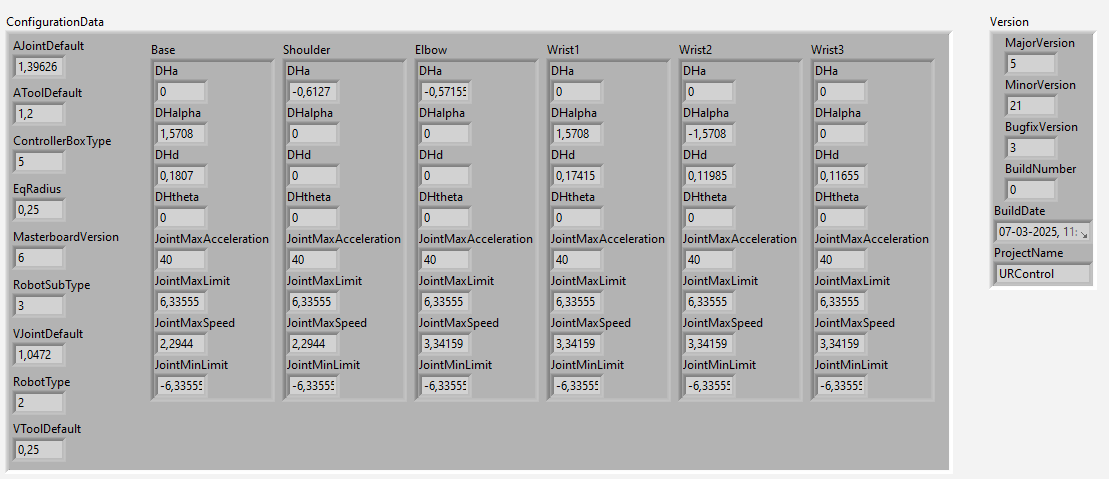 ConfigurationData
AJointDefault
1,39626
AToolDefault
1,2
ControllerBoxType
5
EqRadius
0,25
MasterboardVersion
6
RobotSubType
3
VJointDefault
1,0472
RobotType
2
VToolDefault
0,25
Base
DHa
0
DHalpha
1,5708
DHd
0,1807
DHtheta
0
JointMaxAcceleration
40
JointMaxLimit
6,33555
JointMaxSpeed
2,2944
JointMinLimit
-6,33555
Shoulder
DHa
-0,6127
DHalpha
0
DHd
0
DHtheta
0
JointMaxAcceleration
40
JointMaxLimit
6,33555
JointMaxSpeed
2,2944
JointMinLimit
-6,33555
Elbow
DHa
-0,57155
DHalpha
0
DHd
0
DHtheta
0
JointMaxAcceleration
40
JointMaxLimit
6,33555
JointMaxSpeed
3,34159
JointMinLimit
-6,33555
Wrist1
DHa
0
DHalpha
1,5708
DHd
0,17415
DHtheta
0
JointMaxAcceleration
40
JointMaxLimit
6,33555
JointMaxSpeed
3,34159
JointMinLimit
-6,33555
Wrist2
DHa
0
DHalpha
-1,5708
DHd
0,11985
DHtheta
0
JointMaxAcceleration
40
JointMaxLimit
6,33555
JointMaxSpeed
3,34159
JointMinLimit
-6,33555
Wrist3
DHa
0
DHalpha
0
DHd
0,11655
DHtheta
0
JointMaxAcceleration
40
JointMaxLimit
6,33555
JointMaxSpeed
3,34159
JointMinLimit
-6,33555
Version
MajorVersion
5
MinorVersion
21
BugfixVersion
3
BuildNumber
0
BuildDate
07-03-2025, 11:
ProjectName
URControl